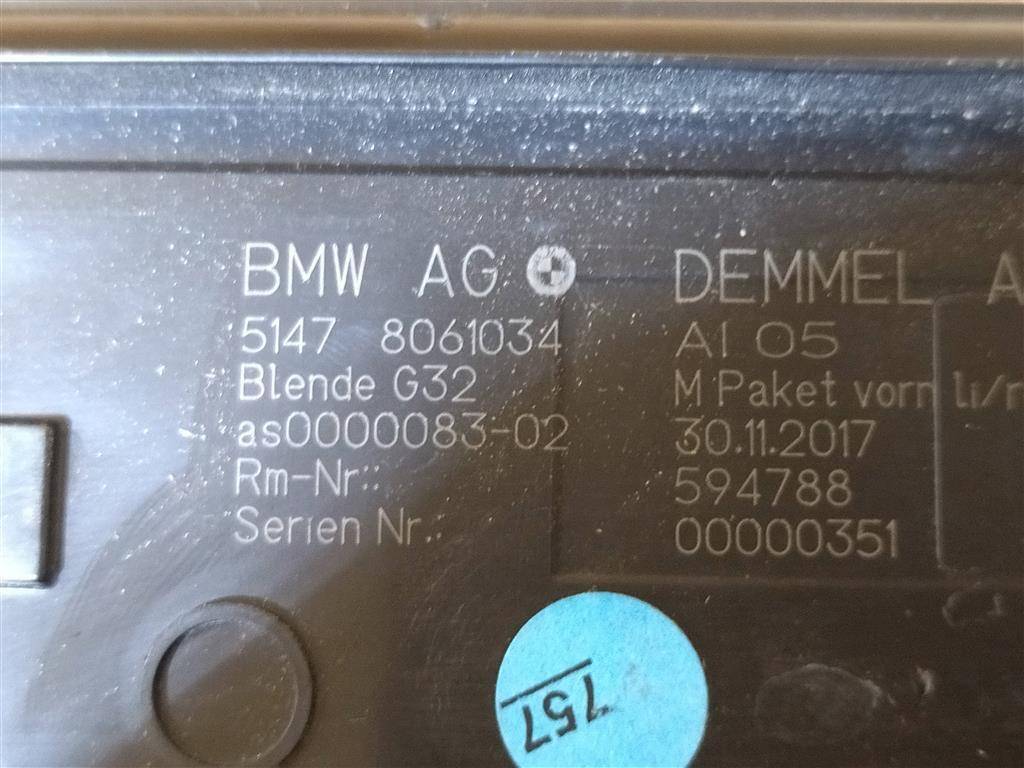 BMW AG DEMMEL A
5147 8061034 AI 05
Blende G32 M Paket vorn li/r
as0000083-02 30.11.2017
Rm-Nr:: 594788
Serien Nr.: 00000351
757